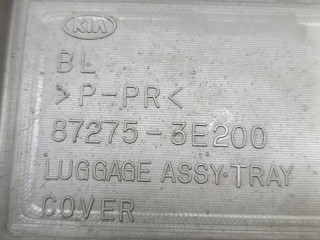 KIA
BL
>P-PR<
87275-3E200
LUGGAGE ASSY-TRAY
COVER